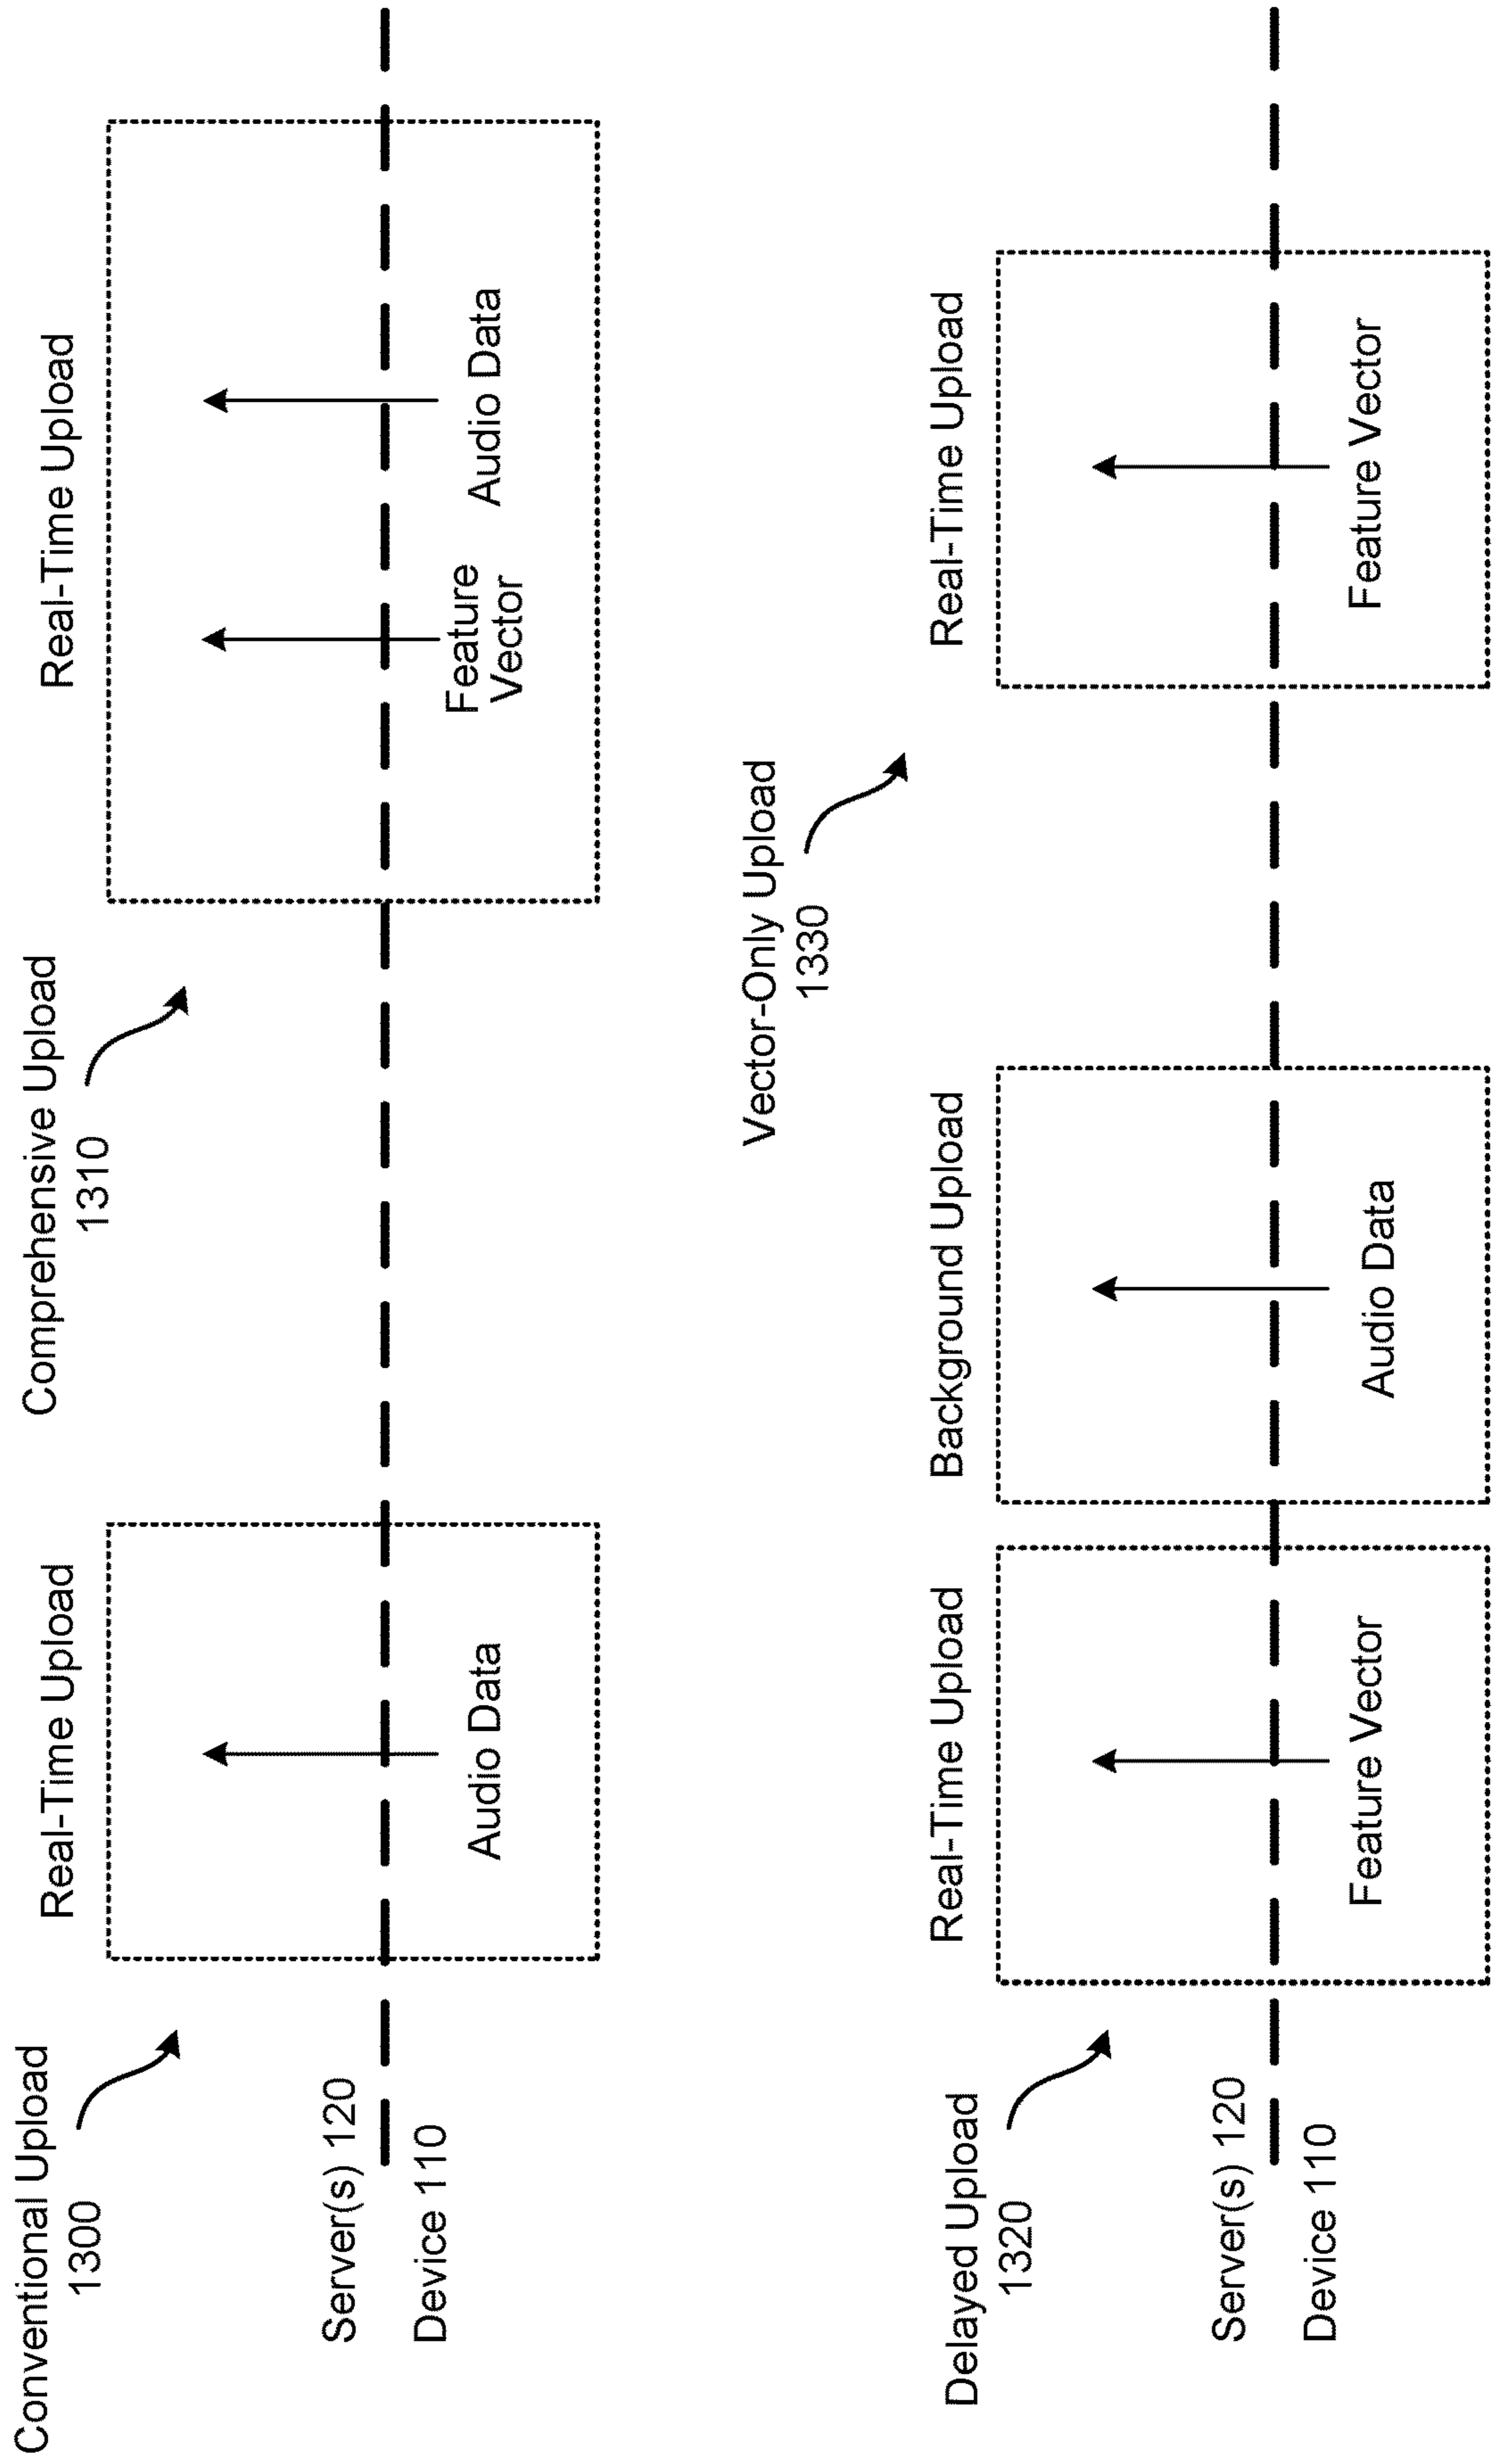 Conventional Upload
1300
Real-Time Upload
Audio Data
Server(s) 120
Device 110
Comprehensive Upload
1310
Real-Time Upload
Feature
Vector
Audio Data
Delayed Upload
1320
Real-Time Upload
Feature Vector
Server(s) 120
Device 110
Background Upload
Audio Data
Vector-Only Upload
1330
Real-Time Upload
Feature Vector